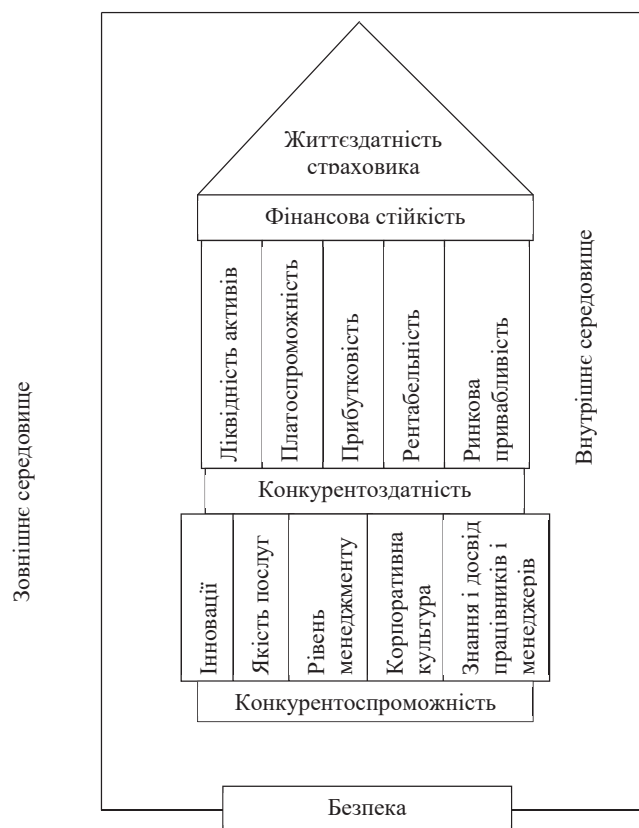 Життєздатність
страховика
Фінансова стійкість
Ліквідність активів
Платоспроможність
Прибутковість
Рентабельність
Ринкова
привабливість
Зовнішнє середовище
Внутрішнє середовище
Конкурентоздатність
Інновації
Якість послуг
Рівень
менеджменту
Корпоративна
культура
Знання і досвід
працівників і
менеджерів
Конкурентоспроможність
Безпека